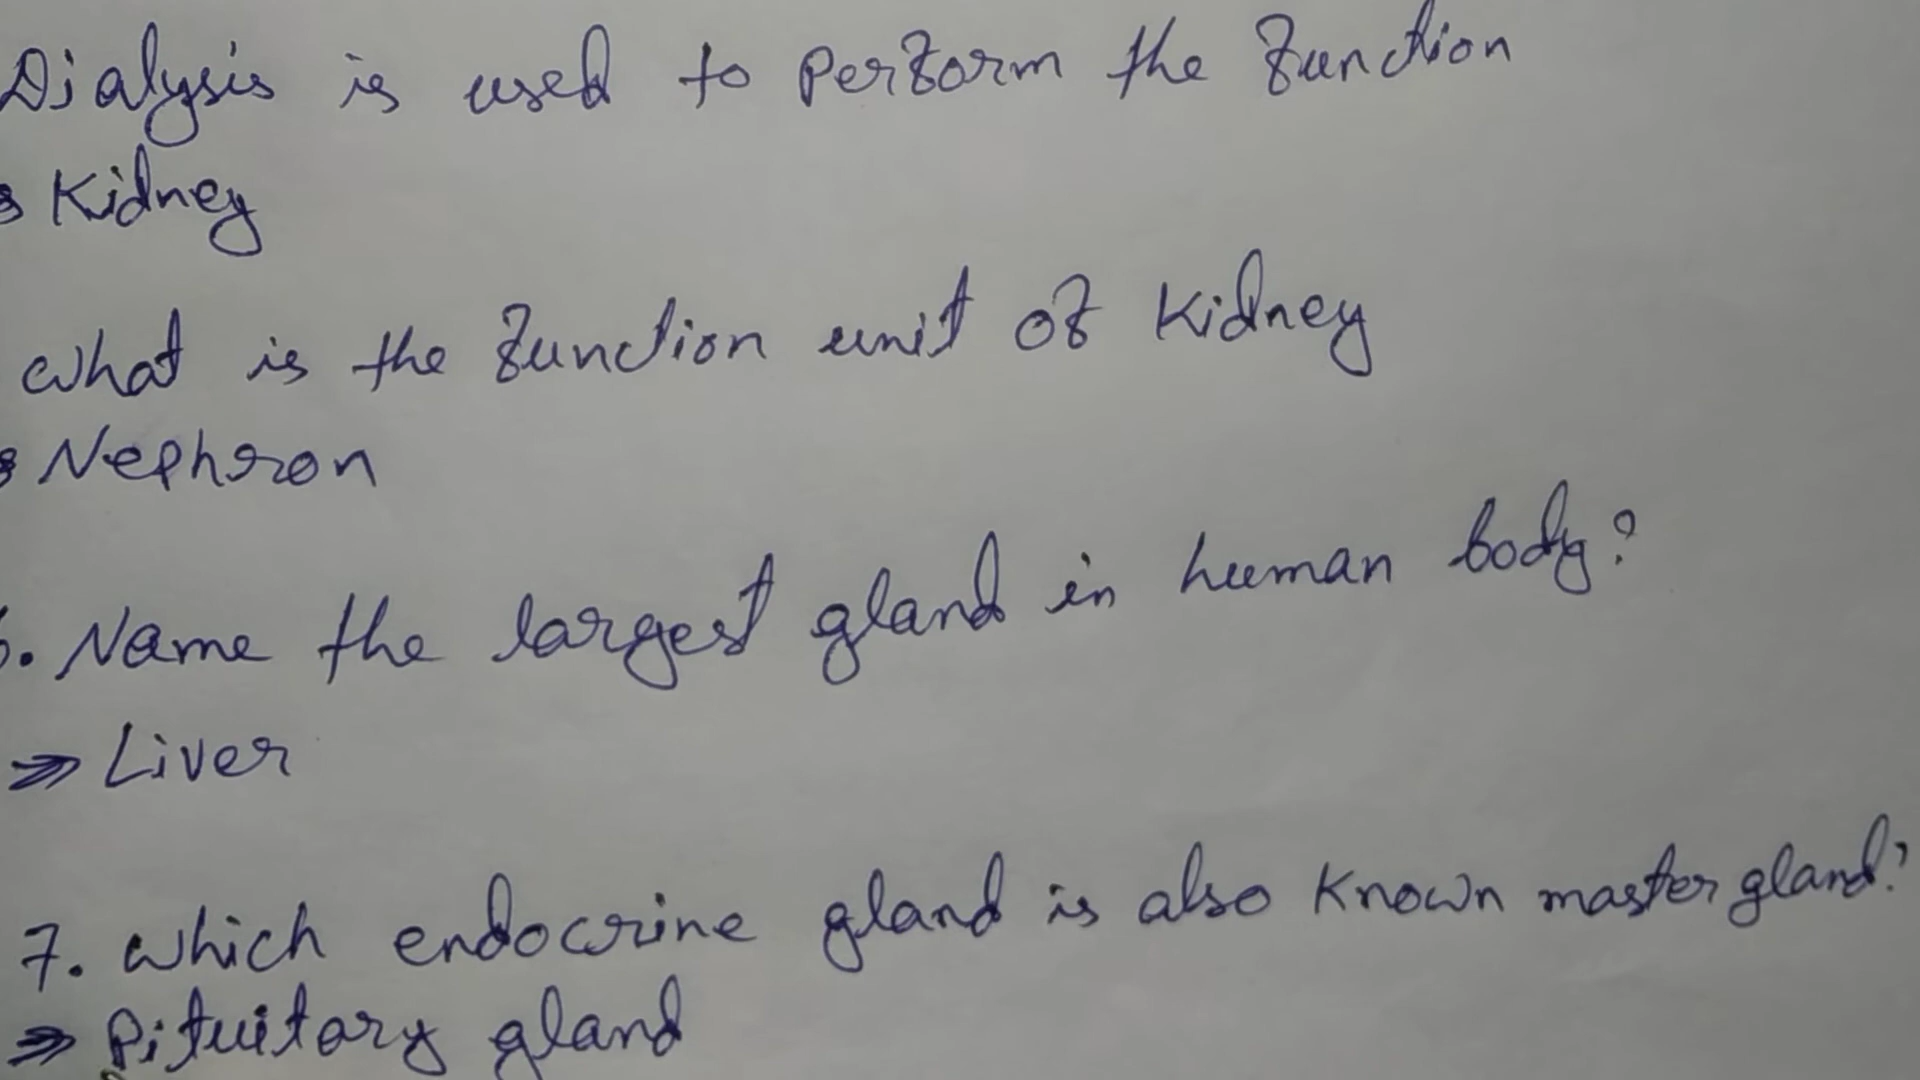 Dialysis is used to Perform the function
Kidney
What is the function unit of Kidney
Nephron
. Name the largest gland in human body?
⇒ Liver
7. Which endocrine gland is also Known master gland?
⇒ Pituitary gland